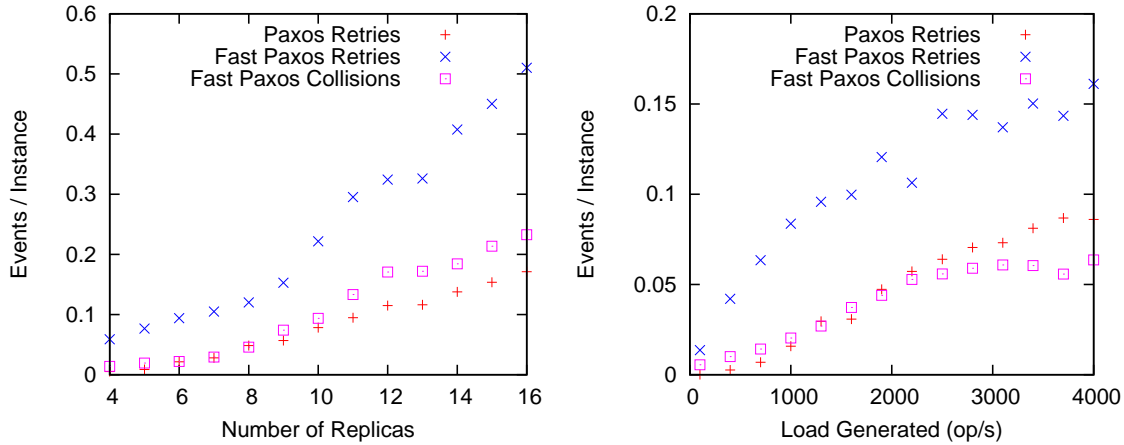 0.6
0.5
0.4
0.3
0.2
0.1
0
4 6 8 10 12 14 16
Events / Instance
Number of Replicas
Paxos Retries
Fast Paxos Retries
Fast Paxos Collisions
0.2
0.15
0.1
0.05
0
0 1000 2000 3000 4000
Events / Instance
Load Generated (op/s)
Paxos Retries
Fast Paxos Retries
Fast Paxos Collisions